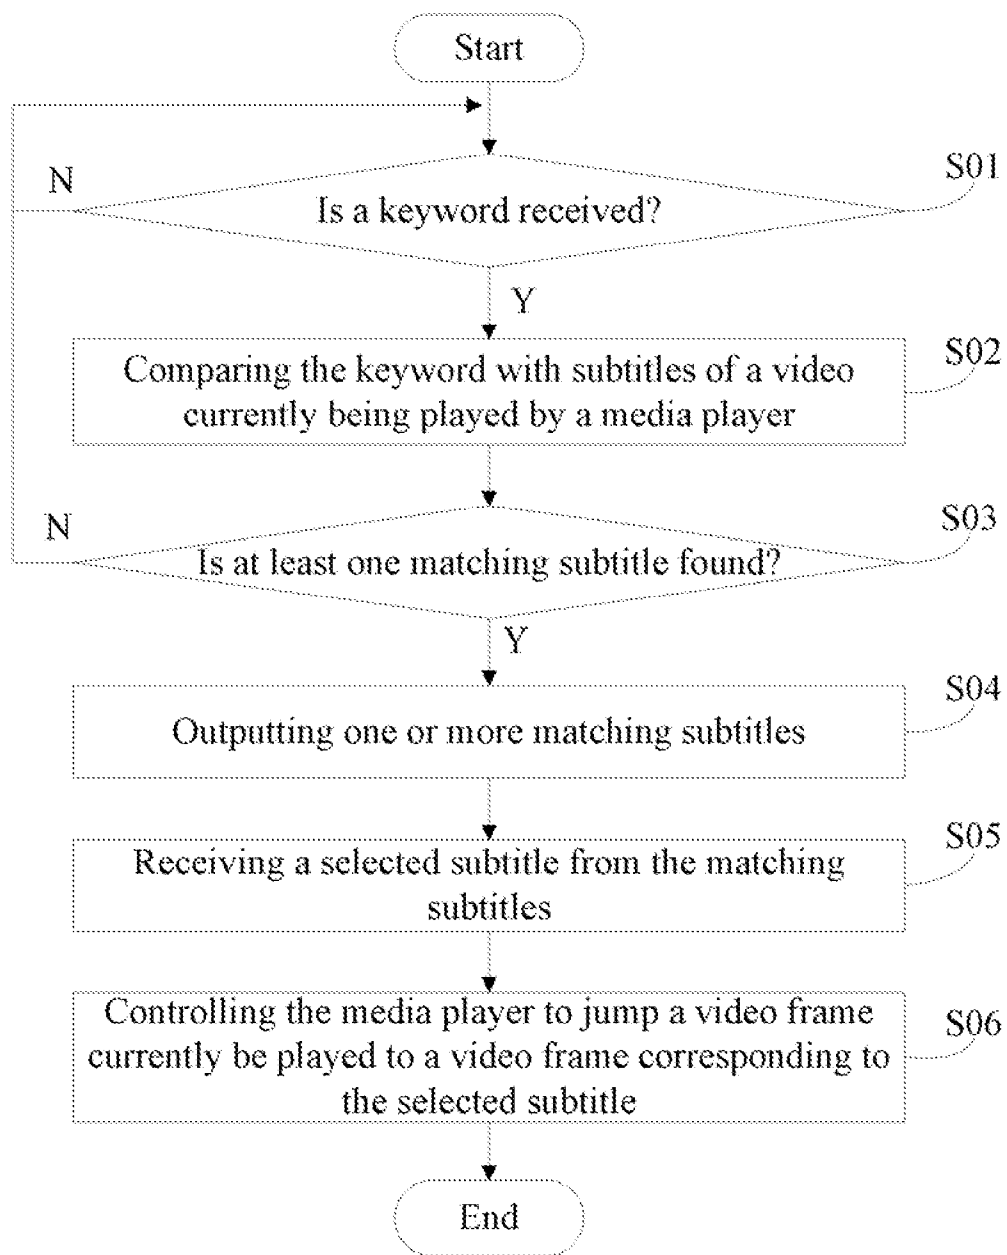 Start
N
S01
Is a keyword received?
Y
S02
Comparing the keyword with subtitles of a video
currently being played by a media player
N
S03
Is at least one matching subtitle found?
Y
S04
Outputting one or more matching subtitles
S05
Receiving a selected subtitle from the matching
subtitles
Controlling the media player to jump a video frame
S06
currently be played to a video frame corresponding to
the selected subtitle
End